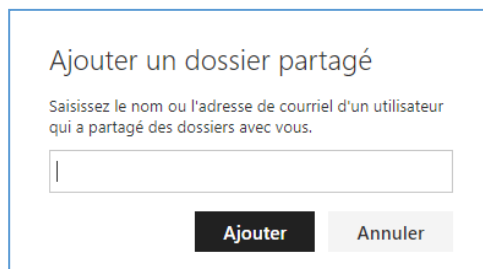 Ajouter un dossier partagé
Saisissez le nom ou l'adresse de courriel d'un utilisateur
qui a partagé des dossiers avec vous.
Ajouter Annuler